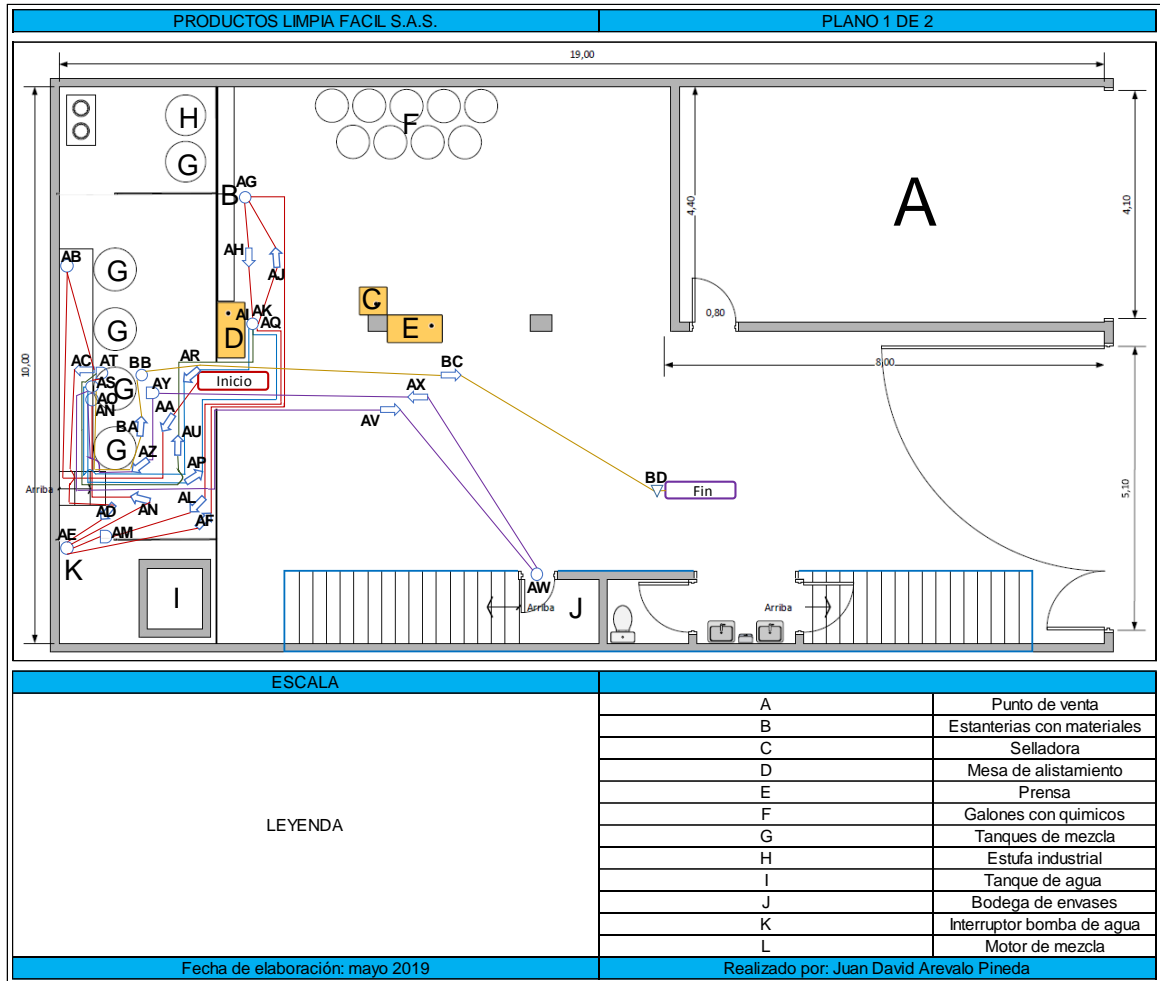 PRODUCTOS LIMPIA FACIL S.A.S. PLANO 1 DE 2
19,00
10,00
H
G
F
A
4,40
4,10
B AG
AH
AJ
AB
G
G
C
E
D
AI AK
AQ
0,80
8,00
AC AT BB AR
Inicio
BC
AX
AS
G
AY
AO
AN
AA
AV
BA
AU
G
AZ
AP
BD
Fin
Arriba
5,10
AL
AN
AD
AF
AE
AM
K
I
AW
Arriba
J
Arriba
ESCALA
LEYENDA
A Punto de venta
B Estanterias con materiales
C Selladora
D Mesa de alistamiento
E Prensa
F Galones con quimicos
G Tanques de mezcla
H Estufa industrial
I Tanque de agua
J Bodega de envases
K Interruptor bomba de agua
L Motor de mezcla
Fecha de elaboración: mayo 2019 Realizado por: Juan David Arevalo Pineda